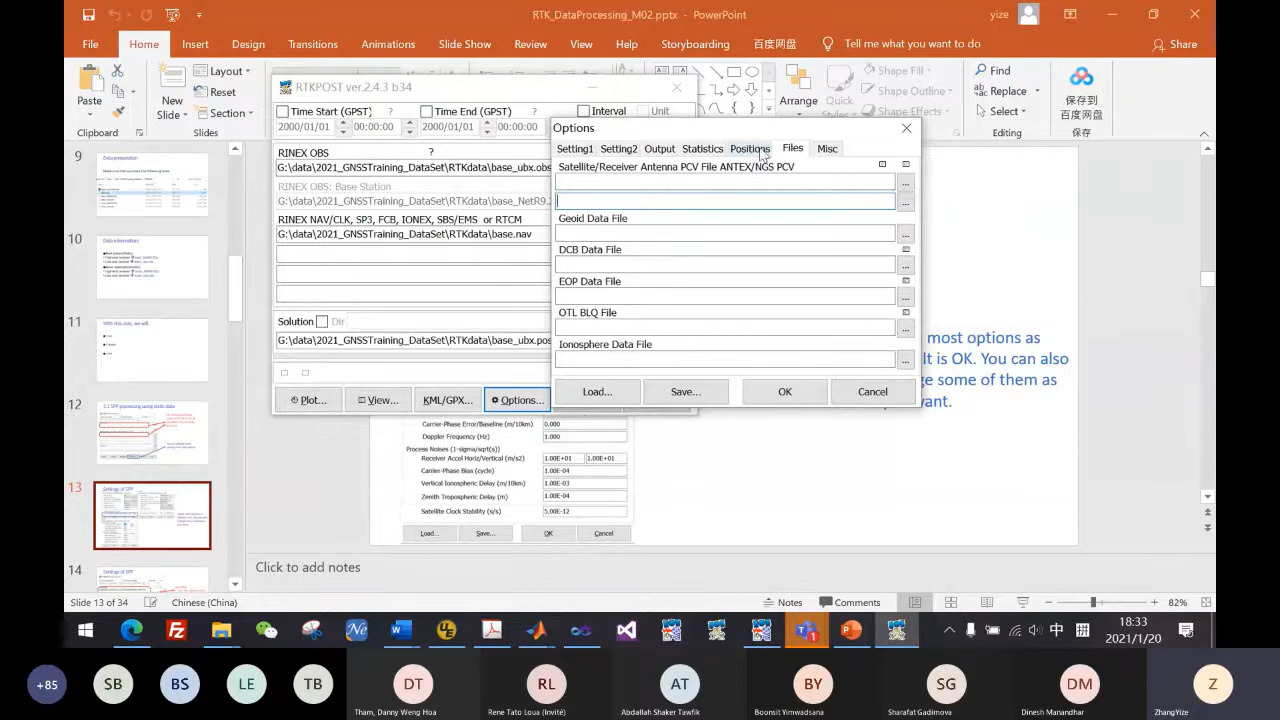 RTK_DataProcessing_M02.pptx - PowerPoint
yize
File Home Insert Design Transitions Animations Slide Show Review View Help Storyboarding 百度网盘 Tell me what you want to do Share
Paste
Clipboard
New Slide
Layout
Reset
Section
Arrange
Quick
Shape Fill
Shape Outline
Shape Effects
Find
Replace
Select
Editing
保存到
百度网盘
保存
RTKPOST ver.2.4.3 b34
Time Start (GPST) ? Time End (GPST) ? Interval Unit
2000/01/01 00:00:00 2000/01/01 00:00:00
RINEX OBS ?
G:\data\2021_GNSSTraining_DataSet\RTKdata\base_ubx.obs
RINEX OBS: Base Station
G:\data\2021_GNSSTraining_DataSet\RTKdata\base_NetR9.
RINEX NAV/CLK, SP3, FCB, IONEX, SBS/EMS or RTCM
G:\data\2021_GNSSTraining_DataSet\RTKdata\base.nav
Solution Dir
G:\data\2021_GNSSTraining_DataSet\RTKdata\base_ubx.pos
Plot... View... KML/GPX... Options...
Options
Setting1 Setting2 Output Statistics Positions Files Misc
Satellite/Receiver Antenna PCV File ANTEX/NGS PCV
...
...
Geoid Data File
...
DCB Data File
...
EOP Data File
...
OTL BLQ File
...
Ionosphere Data File
...
Load... Save... OK Cancel
most options as
It is OK. You can also
ge some of them as
want.
Carrier-Phase Error/Baseline (m/10km) 0.000
Doppler Frequency (Hz) 1.000
Process Noises (1-sigma/sqrt(s))
Receiver Accel Horiz/Vertical (m/s2) 1.00E+01 1.00E+01
Carrier-Phase Bias (cycle) 1.00E-04
Vertical Ionospheric Delay (m/10km) 1.00E-03
Zenith Tropospheric Delay (m) 1.00E-04
Satellite Clock Stability (s/s) 5.00E-12
Load... Save... OK Cancel
9
Data preparation
10
Data information
11
With this data, we will
12
1.1 SPP processing using static data
13
Settings of SPP
14
Settings of SPP
Click to add notes
Slide 13 of 34 Chinese (China) Notes Comments 82%
中 拼
18:33
2021/1/20
+85 SB BS LE TB DT RL AT BY SG DM Z
Tham, Danny Weng Hoa Rene Tato Loua (Invité) Abdallah Shaker Tawfik Boonsit Yimwadsana Sharafat Gadimova Dinesh Manandhar ZhangYize